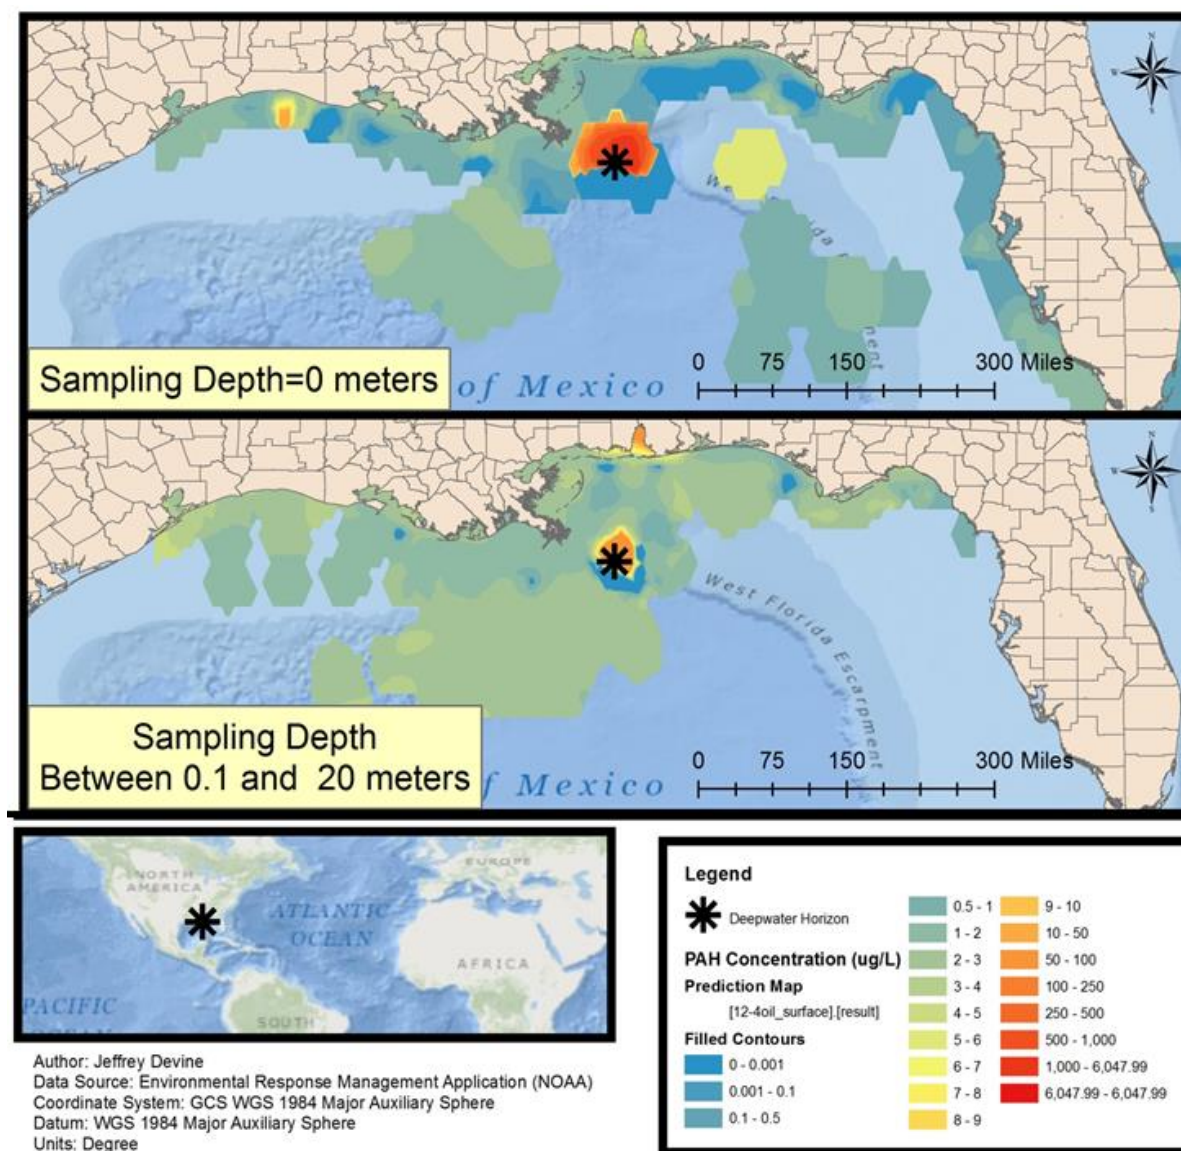 N
W
S
We
rida
nent
0 75 150 300 Miles
Sampling Depth=0 meters
of Mexico
N
W
S
West Florida Escarpment
0 75 150 300 Miles
Sampling Depth
Between 0.1 and 20 meters
f Mexico
NORTH
AMERICA
EUROPE
ATLANTIC
OCEAN
AFRICA
PACIFIC
OCEAN
SOUTH
Author: Jeffrey Devine
Data Source: Environmental Response Management Application (NOAA)
Coordinate System: GCS WGS 1984 Major Auxiliary Sphere
Datum: WGS 1984 Major Auxiliary Sphere
Units: Degree
Legend
Deepwater Horizon
PAH Concentration (ug/L)
Prediction Map
[12-4oil_surface].[result]
Filled Contours
0 - 0.001
0.001 - 0.1
0.1 - 0.5
0.5 - 1
1 - 2
2 - 3
3 - 4
4 - 5
5 - 6
6 - 7
7 - 8
8 - 9
9 - 10
10 - 50
50 - 100
100 - 250
250 - 500
500 - 1,000
1,000 - 6,047.99
6,047.99 - 6,047.99